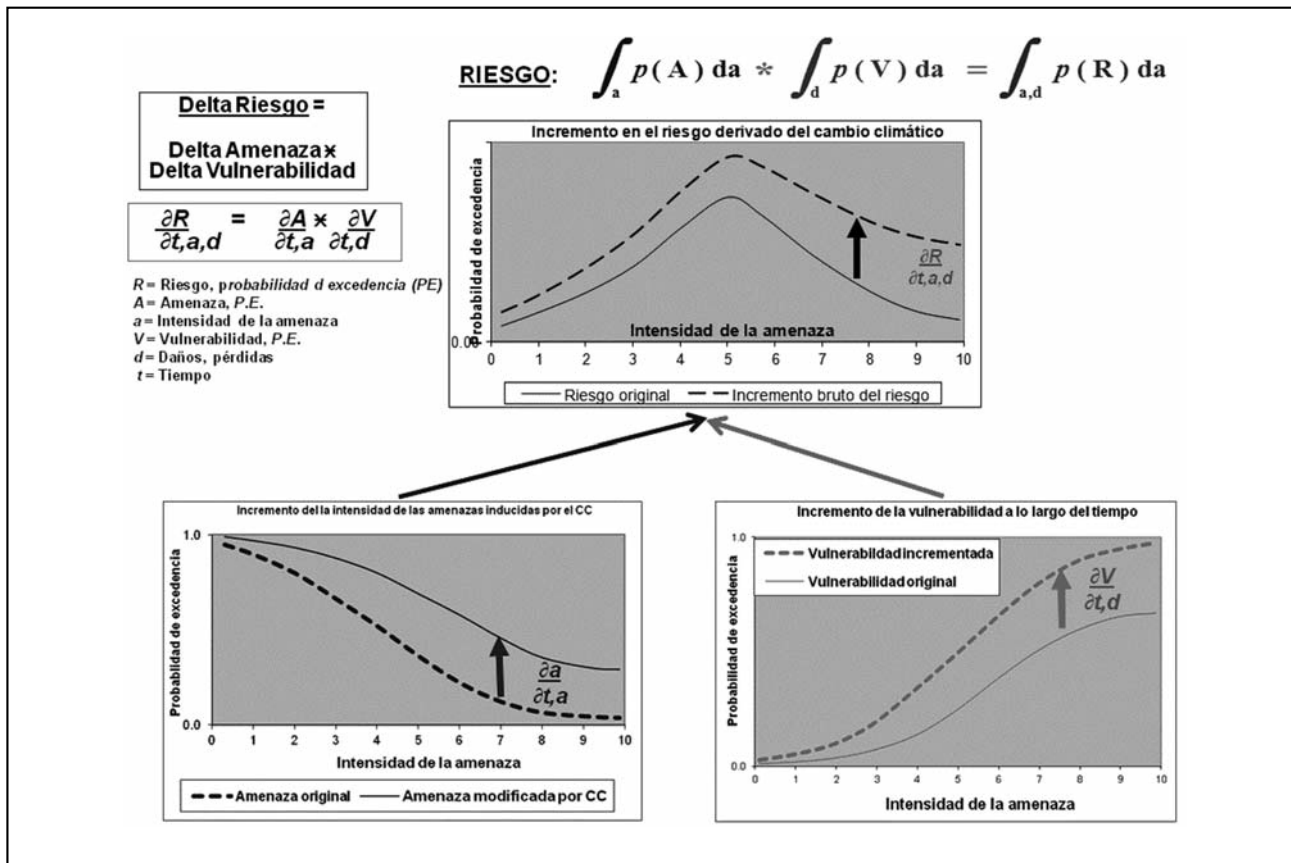 RIESGO: ∫a p(A) da * ∫d p(V) da = ∫a,d p(R) da
Delta Riesgo =
Delta Amenaza *
Delta Vulnerabilidad
∂R/∂t,a,d = ∂A/∂t,a * ∂V/∂t,d
R = Riesgo, probabilidad d excedencia (PE)
A = Amenaza, P.E.
a = Intensidad de la amenaza
V = Vulnerabilidad, P.E.
d = Daños, pérdidas
t = Tiempo
Incremento en el riesgo derivado del cambio climático
Probabilidad de excedencia
∂R/∂t,a,d
Intensidad de la amenaza
0.00
0 1 2 3 4 5 6 7 8 9 10
Riesgo original Incremento bruto del riesgo
Incremento del la intensidad de las amenazas inducidas por el CC
Probablidad de excedencia
1.0
∂a/∂t,a
0.0
0 1 2 3 4 5 6 7 8 9 10
Intensidad de la amenaza
Amenaza original Amenaza modificada por CC
Incremento de la vulnerabilidad a lo largo del tiempo
Probabilidad de excedencia
1.0
Vulnerabildad incrementada
Vulnerabilidad original
∂V/∂t,d
0.0
0 1 2 3 4 5 6 7 8 9 10
Intensidad de la amenaza